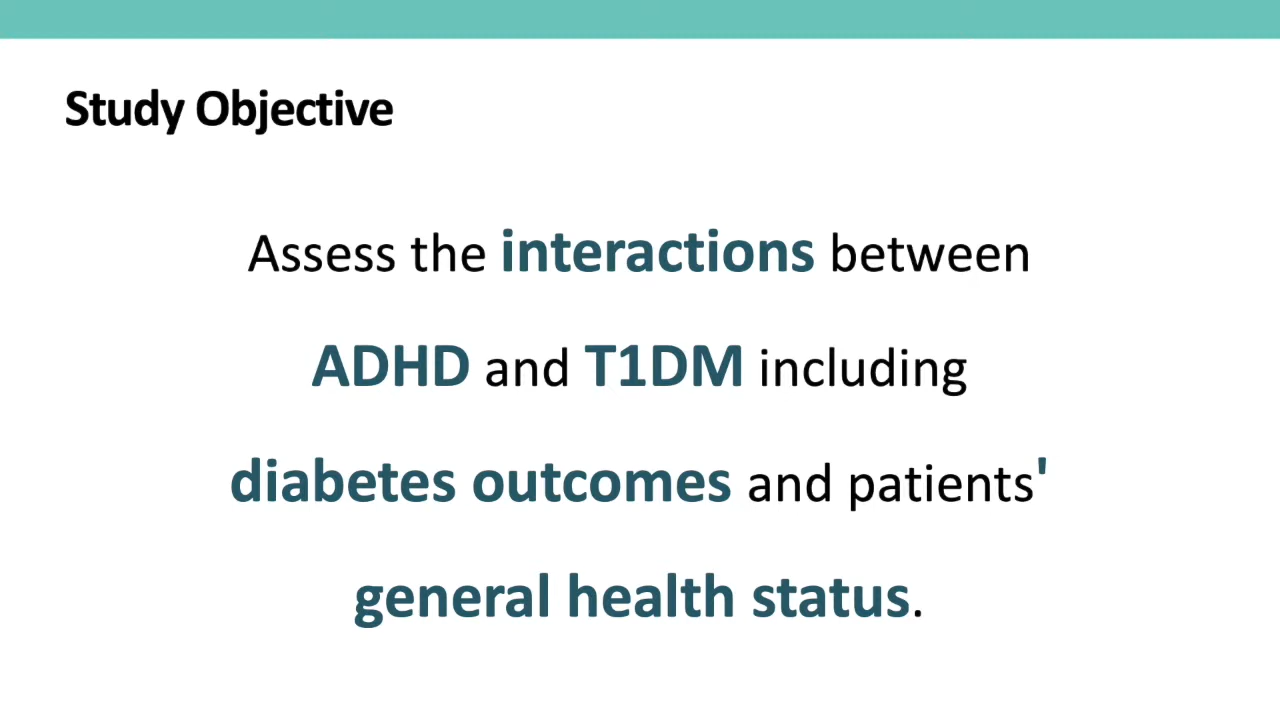 Study Objective
Assess the interactions between
ADHD and T1DM including
diabetes outcomes and patients'
general health status.